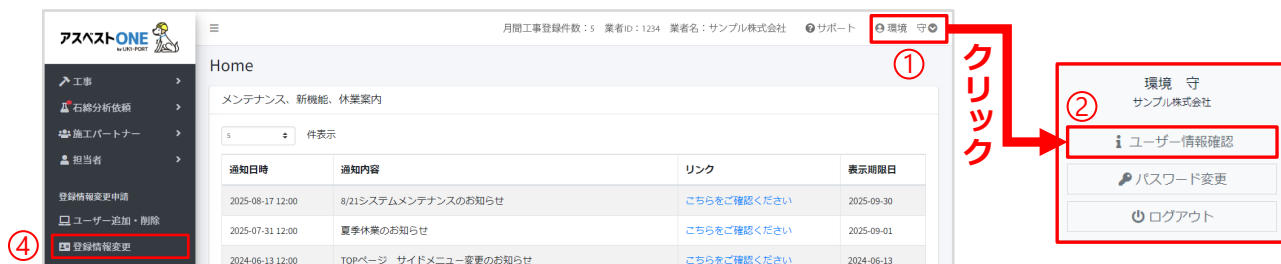 アスベストONE
by UKI-PORT
月間工事登録件数：5 業者ID：1234 業者名：サンプル株式会社 サポート 環境 守
①
Home
工事
石綿分析依頼
施工パートナー
担当者
登録情報変更申請
ユーザー追加・削除
④ 登録情報変更
メンテナンス、新機能、休業案内
5 件表示
通知日時 通知内容 リンク 表示期限日
2025-08-17 12:00 8/21システムメンテナンスのお知らせ こちらをご確認ください 2025-09-30
2025-07-31 12:00 夏季休業のお知らせ こちらをご確認ください 2025-09-01
2024-06-13 12:00 TOPページ サイドメニュー変更のお知らせ こちらをご確認ください 2024-06-13
クリック
環境 守
サンプル株式会社
②
ユーザー情報確認
パスワード変更
ログアウト